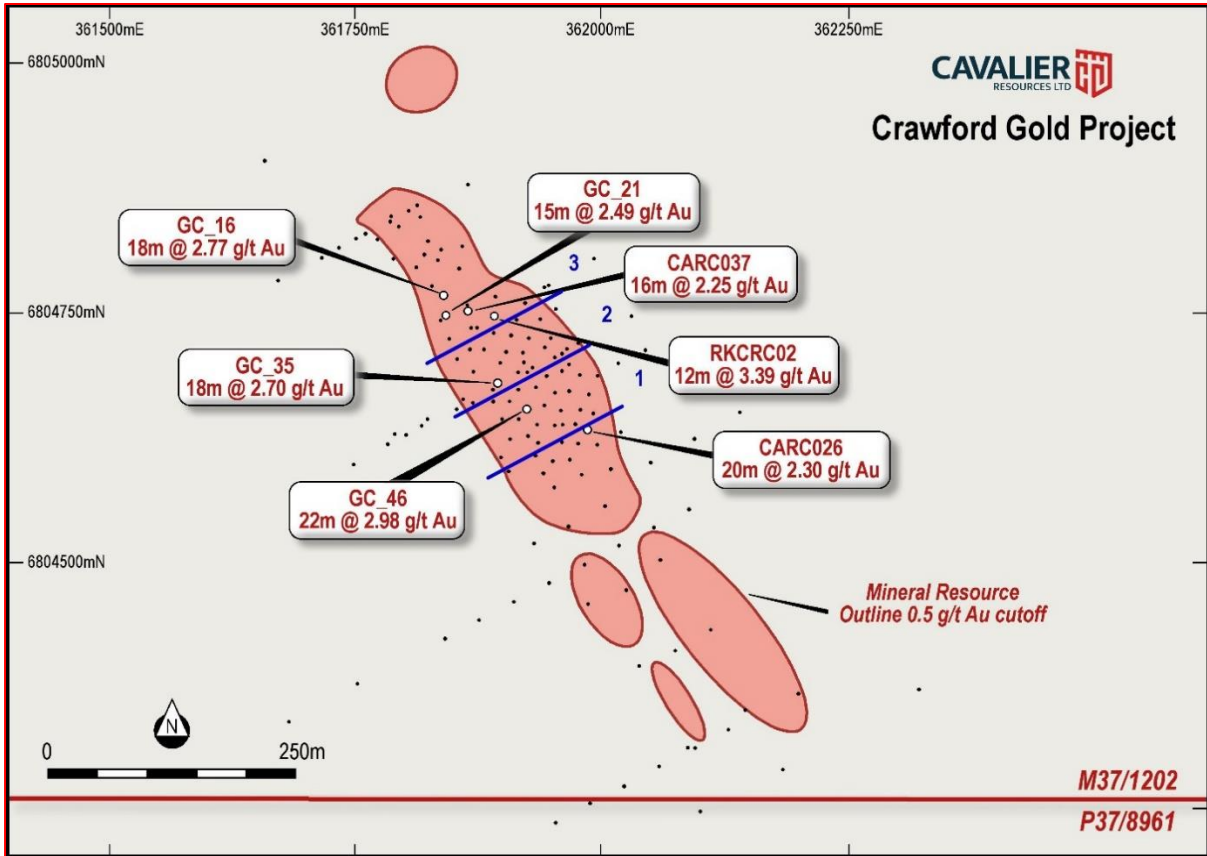 361500mE
361750mE
362000mE
362250mE
6805000mN
CAVALIER
RESOURCES LTD
Crawford Gold Project
GC_21
15m @ 2.49 g/t Au
GC_16
18m @ 2.77 g/t Au
CARC037
16m @ 2.25 g/t Au
3
2
6804750mN
RKCRC02
12m @ 3.39 g/t Au
GC_35
18m @ 2.70 g/t Au
1
CARC026
20m @ 2.30 g/t Au
GC_46
22m @ 2.98 g/t Au
6804500mN
Mineral Resource
Outline 0.5 g/t Au cutoff
N
0
250m
M37/1202
P37/8961